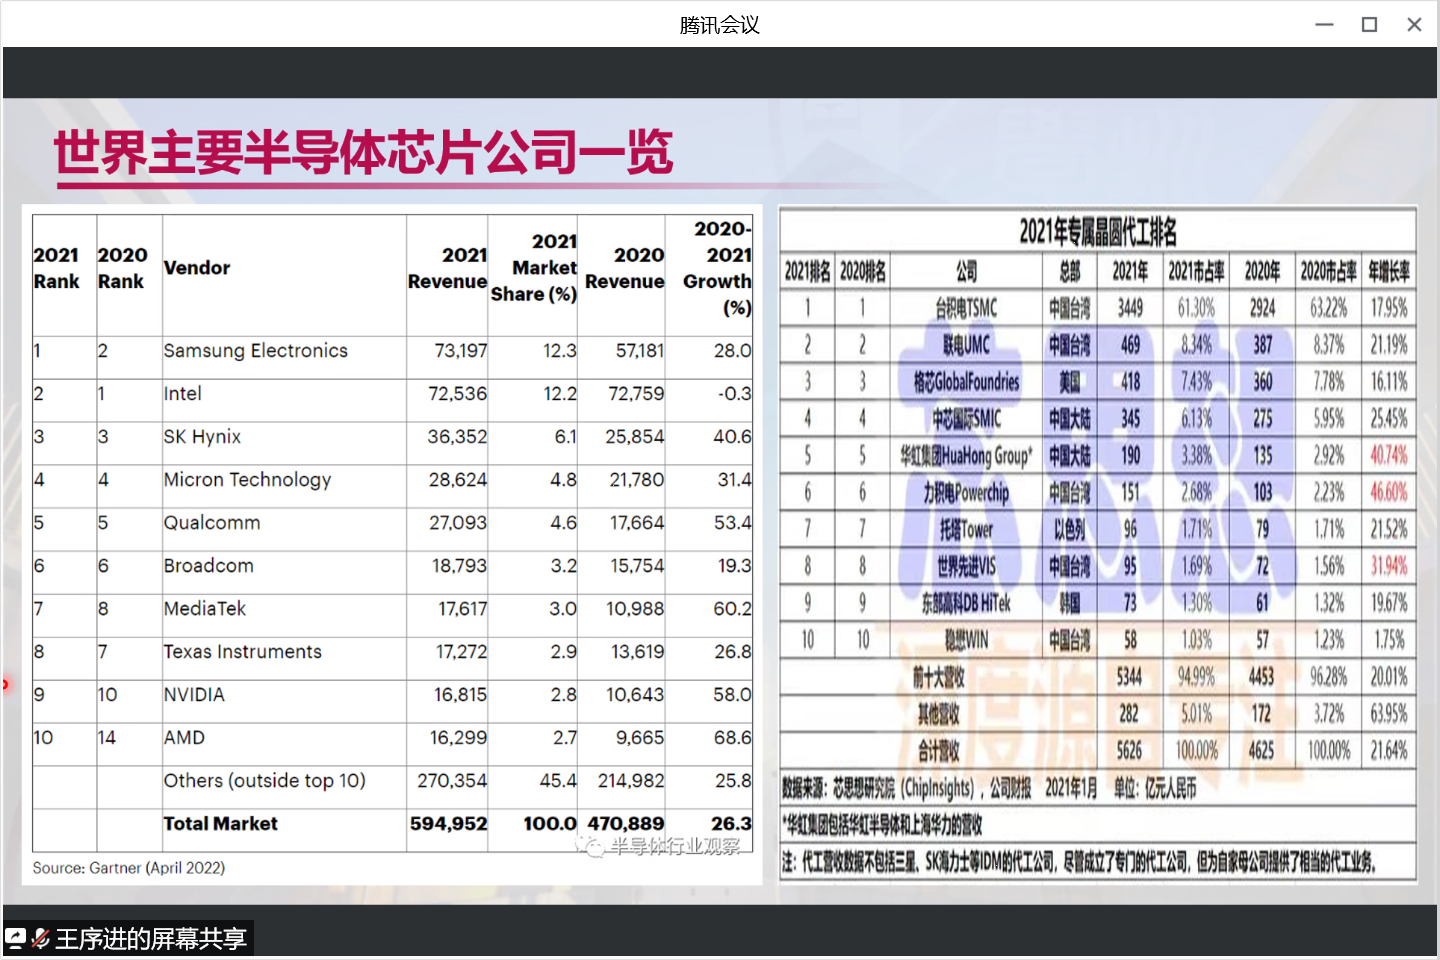 腾讯会议
世界主要半导体芯片公司一览
2021 Rank 2020 Rank Vendor 2021 Revenue 2021 Market Share (%) 2020 Revenue 2020-2021 Growth (%)
1 2 Samsung Electronics 73,197 12.3 57,181 28.0
2 1 Intel 72,536 12.2 72,759 -0.3
3 3 SK Hynix 36,352 6.1 25,854 40.6
4 4 Micron Technology 28,624 4.8 21,780 31.4
5 5 Qualcomm 27,093 4.6 17,664 53.4
6 6 Broadcom 18,793 3.2 15,754 19.3
7 8 MediaTek 17,617 3.0 10,988 60.2
8 7 Texas Instruments 17,272 2.9 13,619 26.8
9 10 NVIDIA 16,815 2.8 10,643 58.0
10 14 AMD 16,299 2.7 9,665 68.6
Others (outside top 10) 270,354 45.4 214,982 25.8
Total Market 594,952 100.0 470,889 26.3
半导体行业观察
Source: Gartner (April 2022)
2021年专属晶圆代工排名
2021排名 2020排名 公司 总部 2021年 2021市占率 2020年 2020市占率 年增长率
1 1 台积电TSMC 中国台湾 3449 61.30% 2924 63.22% 17.95%
2 2 联电UMC 中国台湾 469 8.34% 387 8.37% 21.19%
3 3 格芯GlobalFoundries 美国 418 7.43% 360 7.78% 16.11%
4 4 中芯国际SMIC 中国大陆 345 6.13% 275 5.95% 25.45%
5 5 华虹集团HuaHong Group* 中国大陆 190 3.38% 135 2.92% 40.74%
6 6 力积电Powerchip 中国台湾 151 2.68% 103 2.23% 46.60%
7 7 托塔Tower 以色列 96 1.71% 79 1.71% 21.52%
8 8 世界先进VIS 中国台湾 95 1.69% 72 1.56% 31.94%
9 9 东部高科DB HiTek 韩国 73 1.30% 61 1.32% 19.67%
10 10 稳懋WIN 中国台湾 58 1.03% 57 1.23% 1.75%
前十大营收 5344 94.99% 4453 96.28% 20.01%
其他营收 282 5.01% 172 3.72% 63.95%
合计营收 5626 100.00% 4625 100.00% 21.64%
数据来源：芯思想研究院（ChipInsights），公司财报 2021年1月 单位：亿元人民币
*华虹集团包括华虹半导体和上海华力的营收
注：代工营收数据不包括三星、SK海力士等IDM的代工公司，尽管成立了专门的代工公司，但为自家母公司提供了相当的代工业务。
芯思想
深度源自专注
王序进的屏幕共享